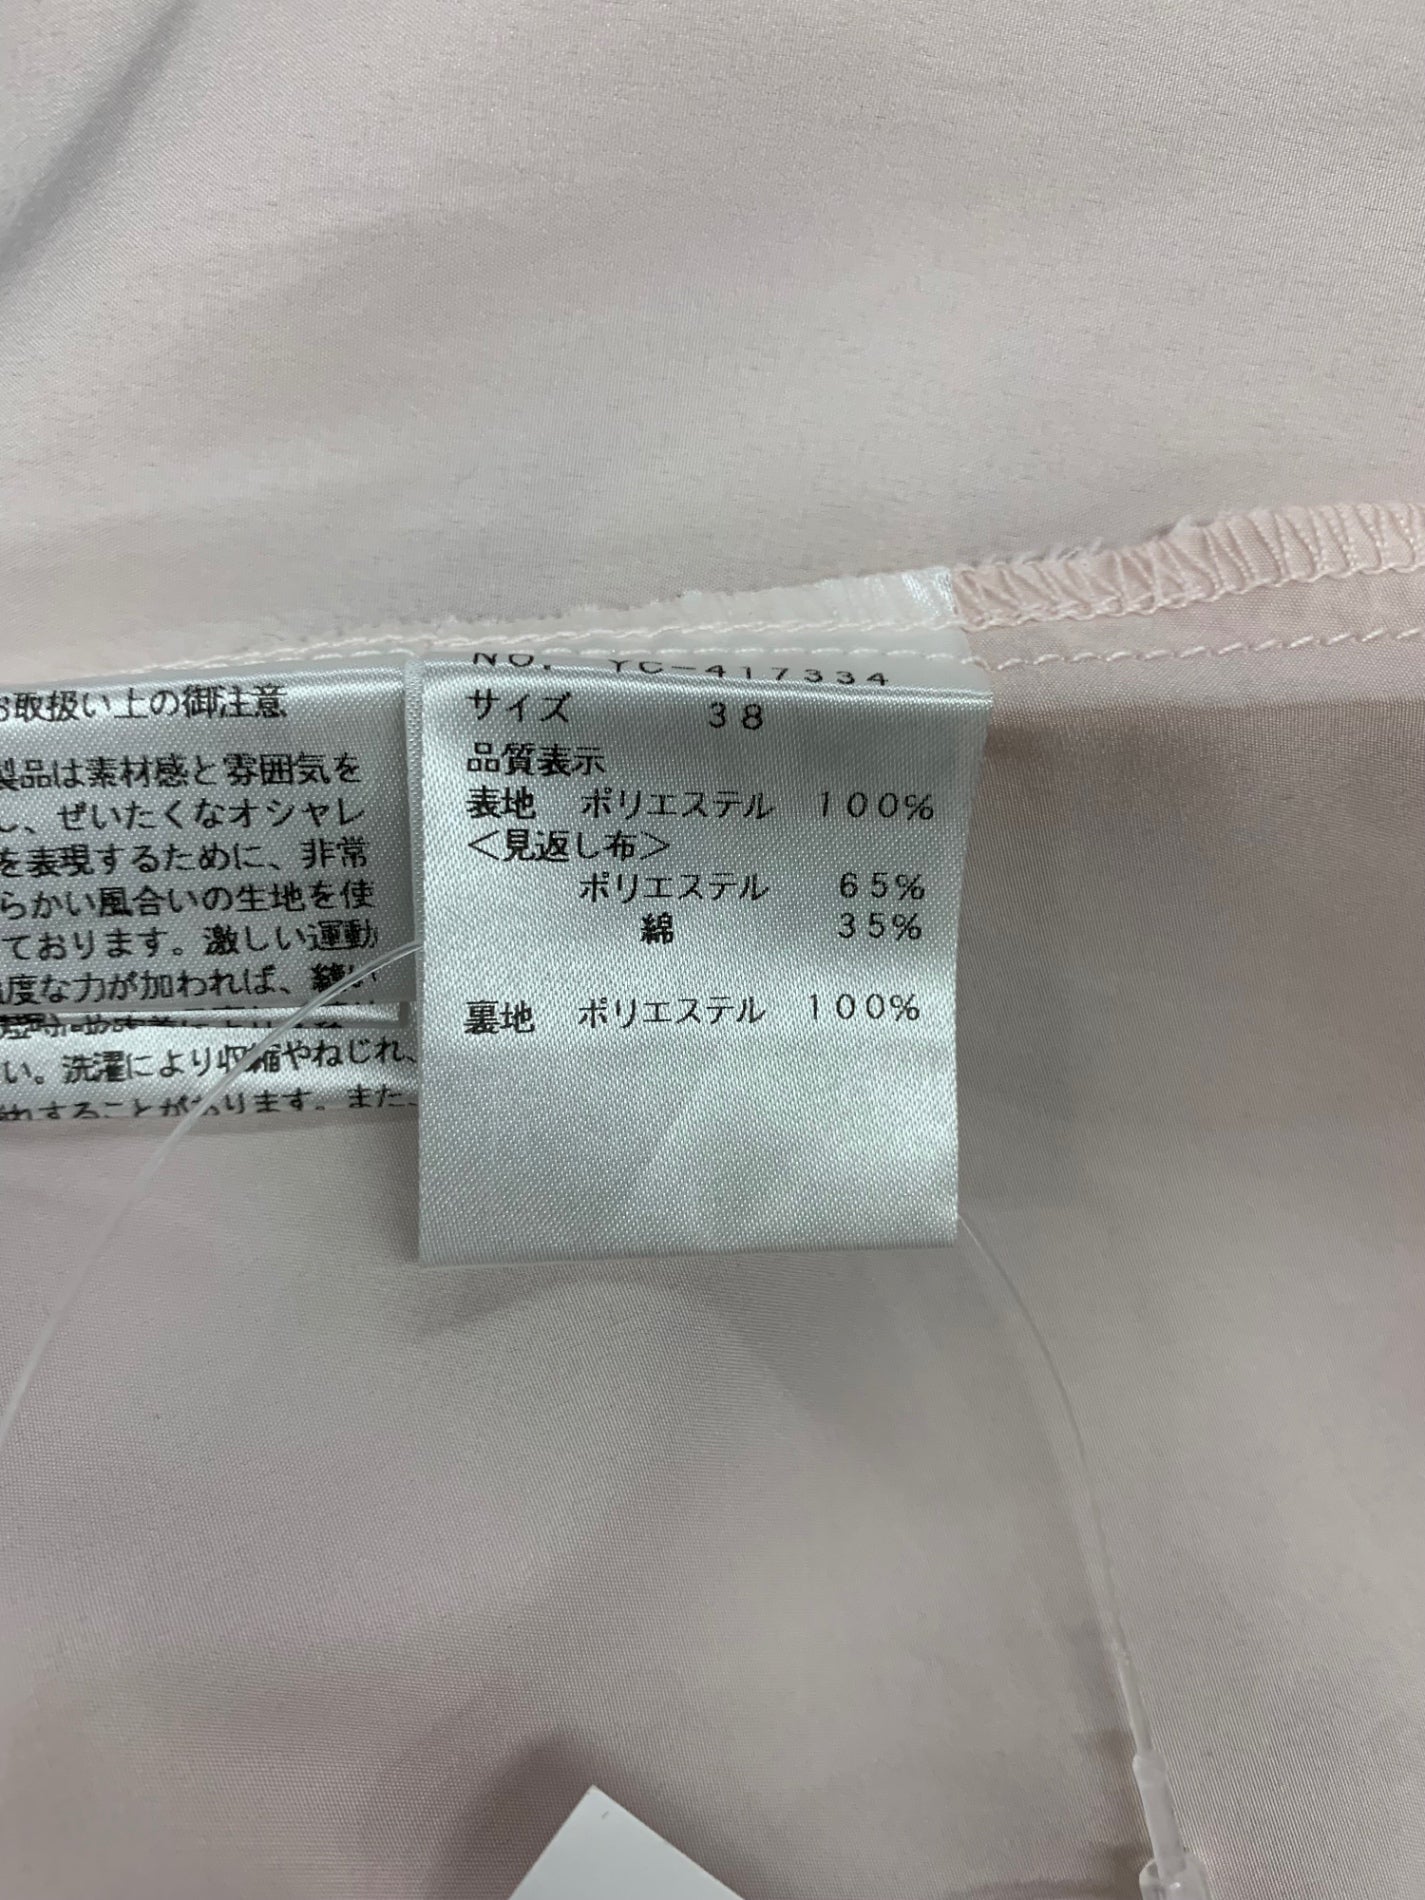 お取扱い上の御注意
製品は素材感と雰囲気を
し、ぜいたくなオシャレ
を表現するために、非常
らかい風合いの生地を使
ております。激しい運動
度な力が加われば、縫い
い。洗濯により収縮やねじれ、
れすることがあります。また、
NO. YC-417334
サイズ 38
品質表示
表地 ポリエステル 100%
＜見返し布＞
ポリエステル 65%
綿 35%
裏地 ポリエステル 100%